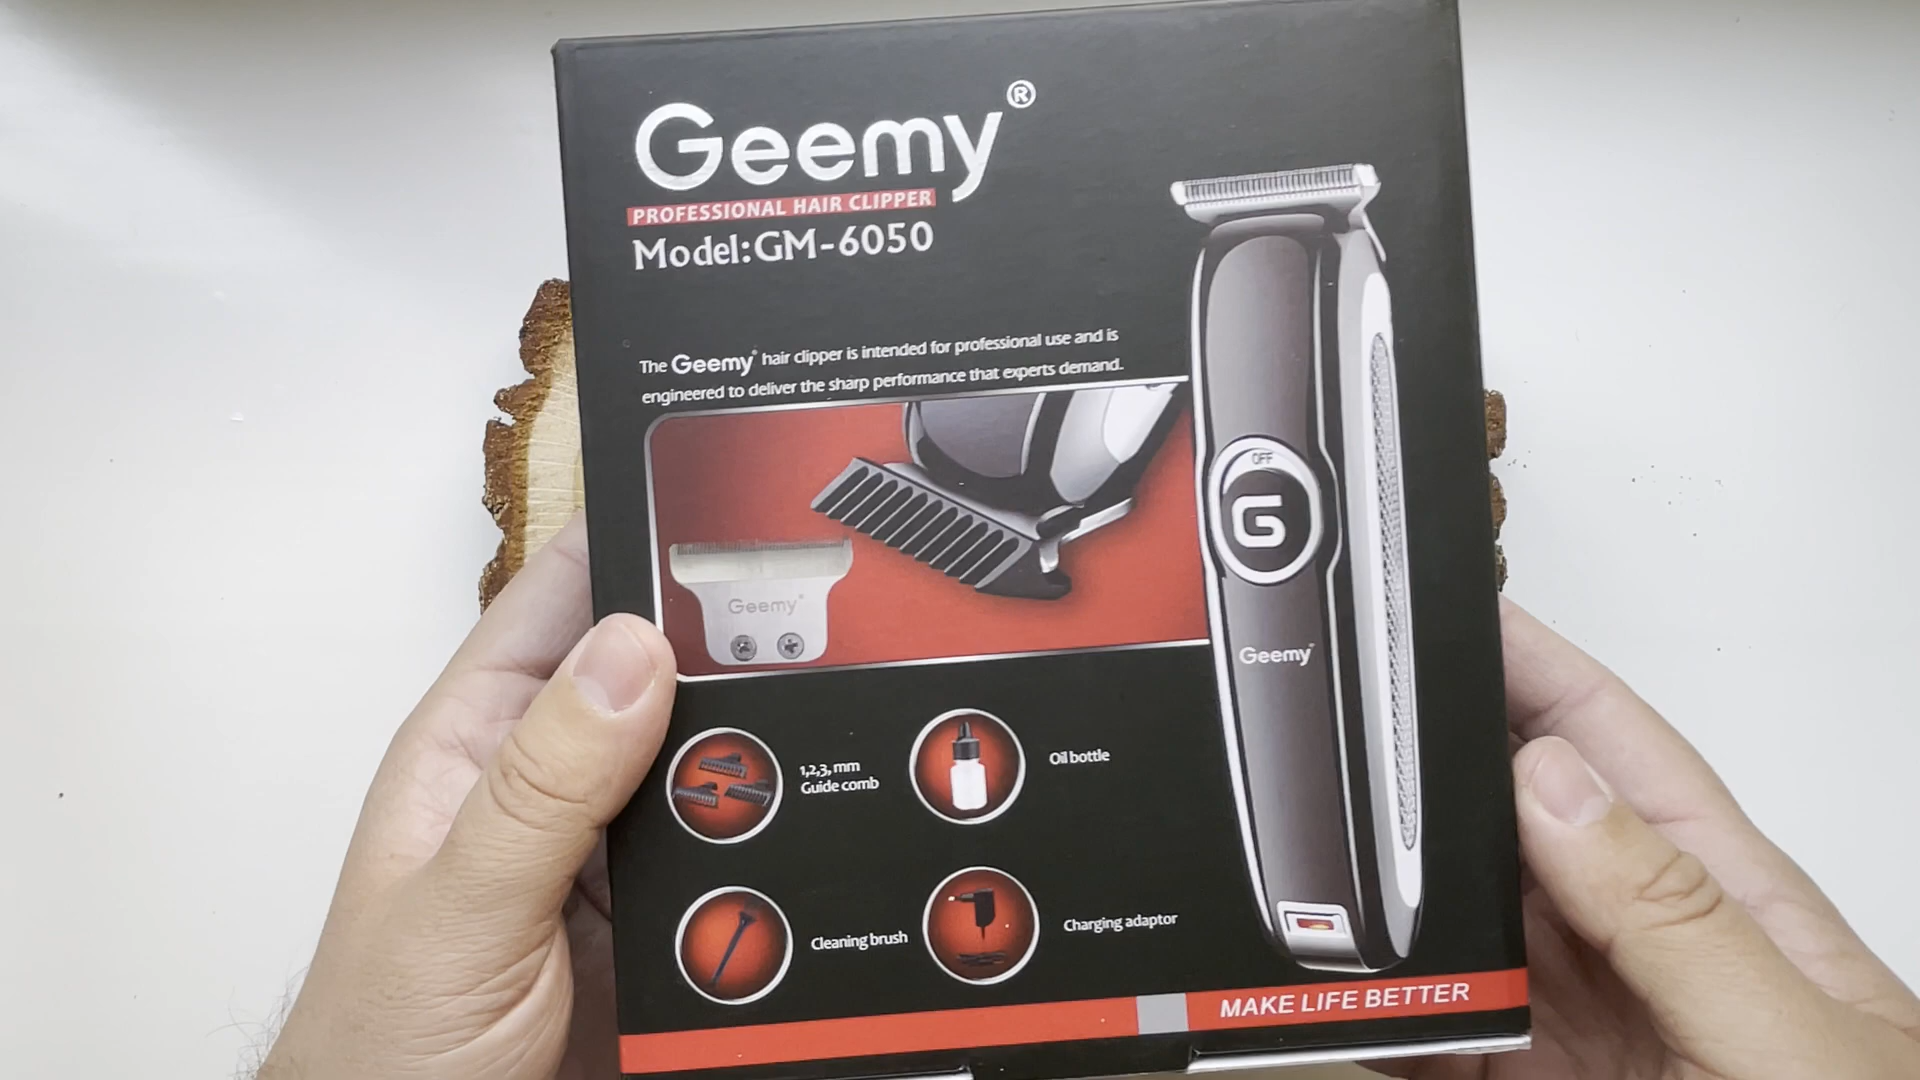 Geemy®
PROFESSIONAL HAIR CLIPPER
Model:GM-6050
The Geemy® hair clipper is intended for professional use and is
engineered to deliver the sharp performance that experts demand.
OFF
G
Geemy®
Geemy®
1,2,3, mm
Guide comb
Oil bottle
Cleaning brush
Charging adaptor
MAKE LIFE BETTER